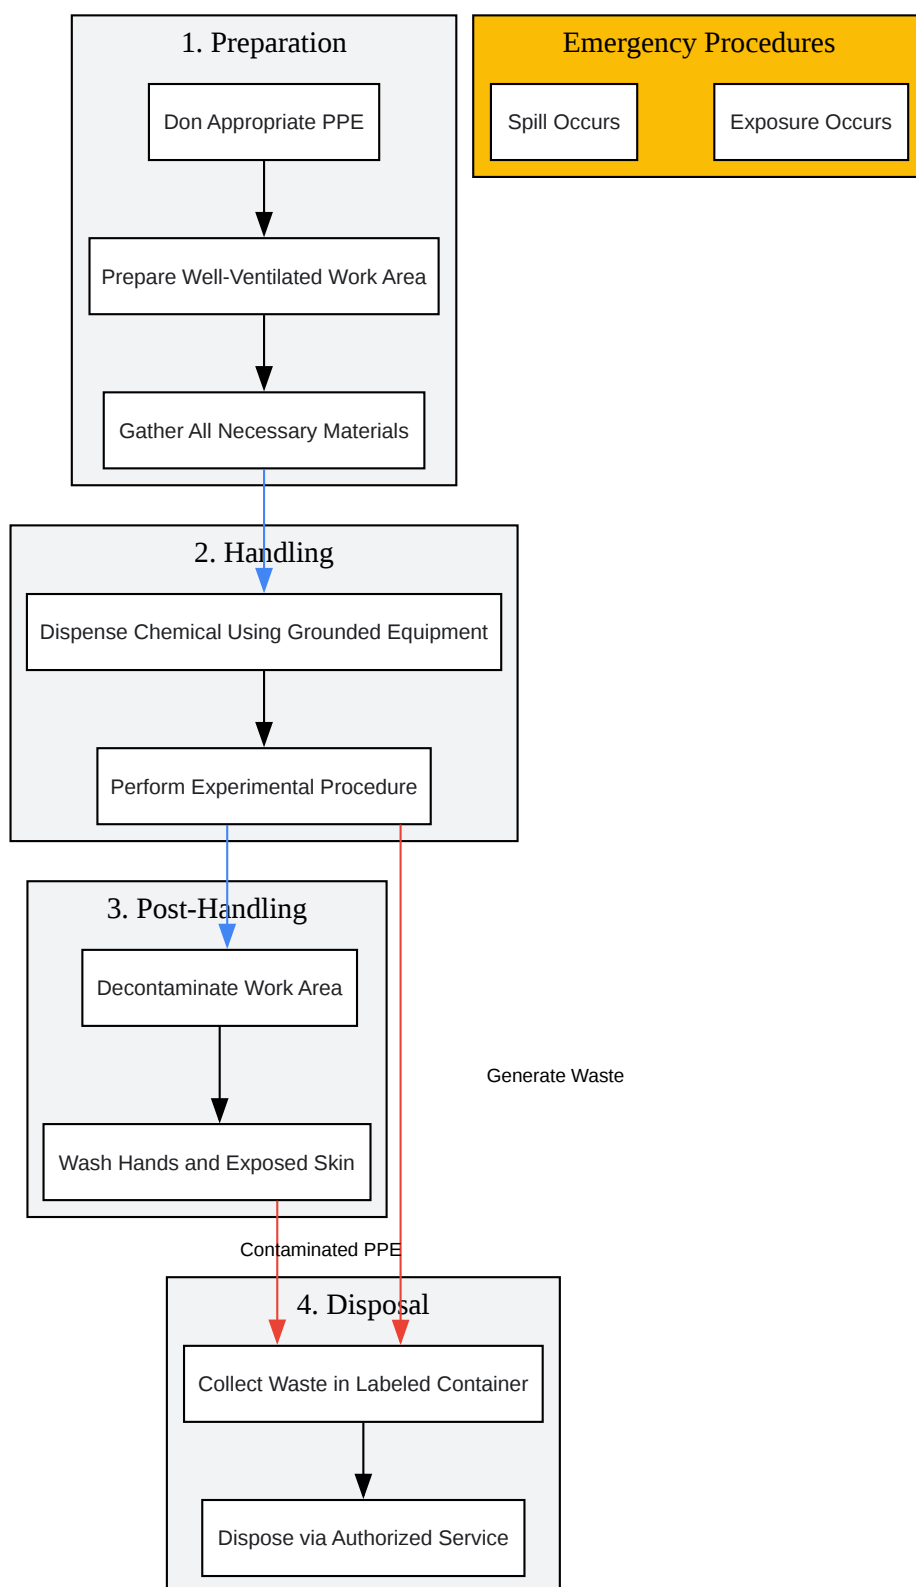 1. Preparation
Don Appropriate PPE
Prepare Well-Ventilated Work Area
Gather All Necessary Materials
Emergency Procedures
Spill Occurs
Exposure Occurs
2. Handling
Dispense Chemical Using Grounded Equipment
Perform Experimental Procedure
3. Post-Handling
Decontaminate Work Area
Generate Waste
Wash Hands and Exposed Skin
Contaminated PPE
4. Disposal
Collect Waste in Labeled Container
Dispose via Authorized Service